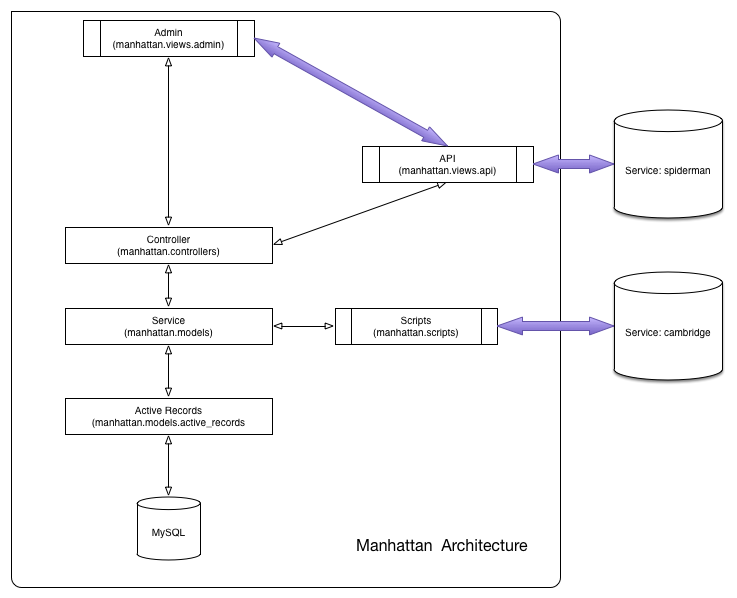 Admin
(manhattan.views.admin)
API
(manhattan.views.api)
Service: spiderman
Controller
(manhattan.controllers)
Service
(manhattan.models)
Scripts
(manhattan.scripts)
Service: cambridge
Active Records
(manhattan.models.active_records
MySQL
Manhattan Architecture